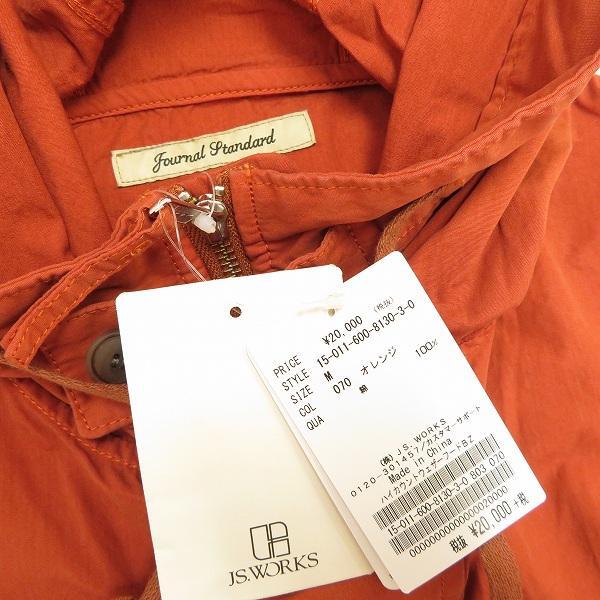 Journal Standard
JS.WORKS
PRICE ¥20,000 (税抜)
STYLE 15-011-600-8130-3-0
SIZE M
COL 070 オレンジ
QUA 綿 100%
(株) J.S. WORKS
0120-301457/カスタマーサポート
Made in China
ハイカウントウェザーフードBZ
15-011-600-8130-3-0 803 070
0000000000000020000
税抜 ¥20,000 +税